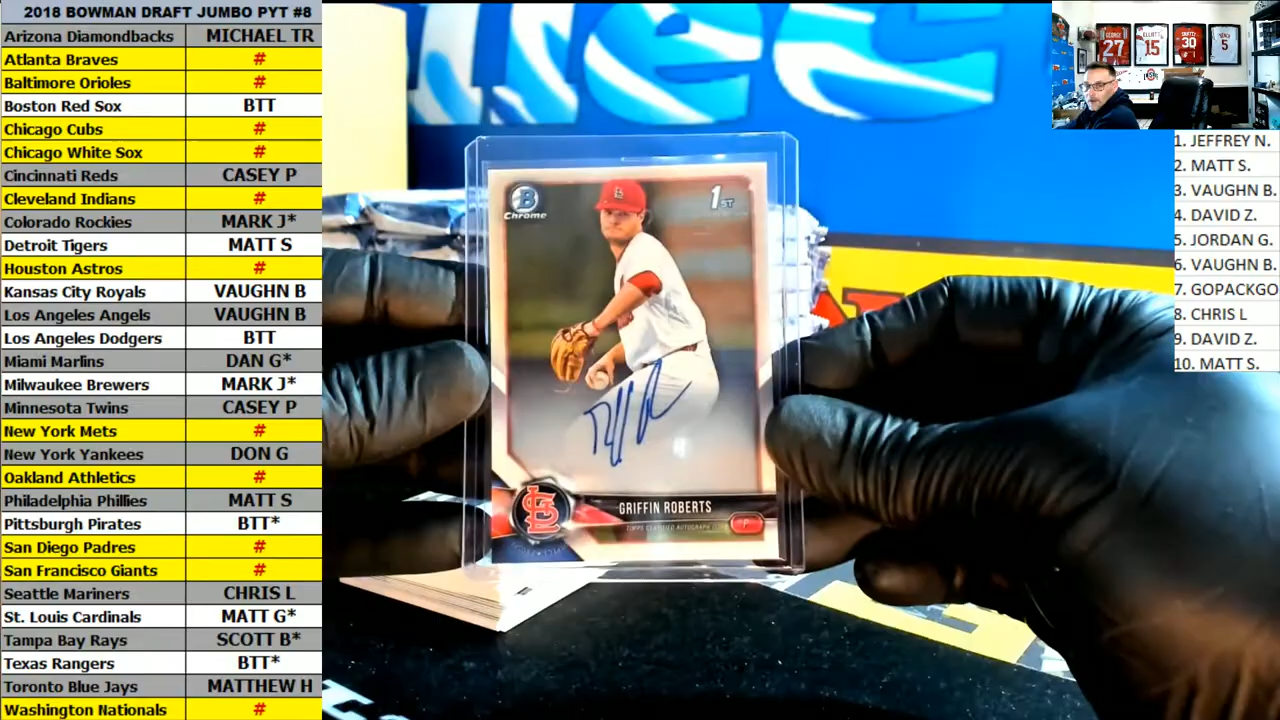 2018 BOWMAN DRAFT JUMBO PYT #8
Arizona Diamondbacks MICHAEL TR
Atlanta Braves #
Baltimore Orioles #
Boston Red Sox BTT
Chicago Cubs #
Chicago White Sox #
Cincinnati Reds CASEY P
Cleveland Indians #
Colorado Rockies MARK J*
Detroit Tigers MATT S
Houston Astros #
Kansas City Royals VAUGHN B
Los Angeles Angels VAUGHN B
Los Angeles Dodgers BTT
Miami Marlins DAN G*
Milwaukee Brewers MARK J*
Minnesota Twins CASEY P
New York Mets #
New York Yankees DON G
Oakland Athletics #
Philadelphia Phillies MATT S
Pittsburgh Pirates BTT*
San Diego Padres #
San Francisco Giants #
Seattle Mariners CHRIS L
St. Louis Cardinals MATT G*
Tampa Bay Rays SCOTT B*
Texas Rangers BTT*
Toronto Blue Jays MATTHEW H
Washington Nationals #
B
Chrome
1ST
GRIFFIN ROBERTS
TOPPS CERTIFIED AUTOGRAPH
P
GEORGE
27
ELLIOTT
15
30
5
1. JEFFREY N.
2. MATT S.
3. VAUGHN B.
4. DAVID Z.
5. JORDAN G.
6. VAUGHN B.
7. GOPACKGO
8. CHRIS L
9. DAVID Z.
10. MATT S.